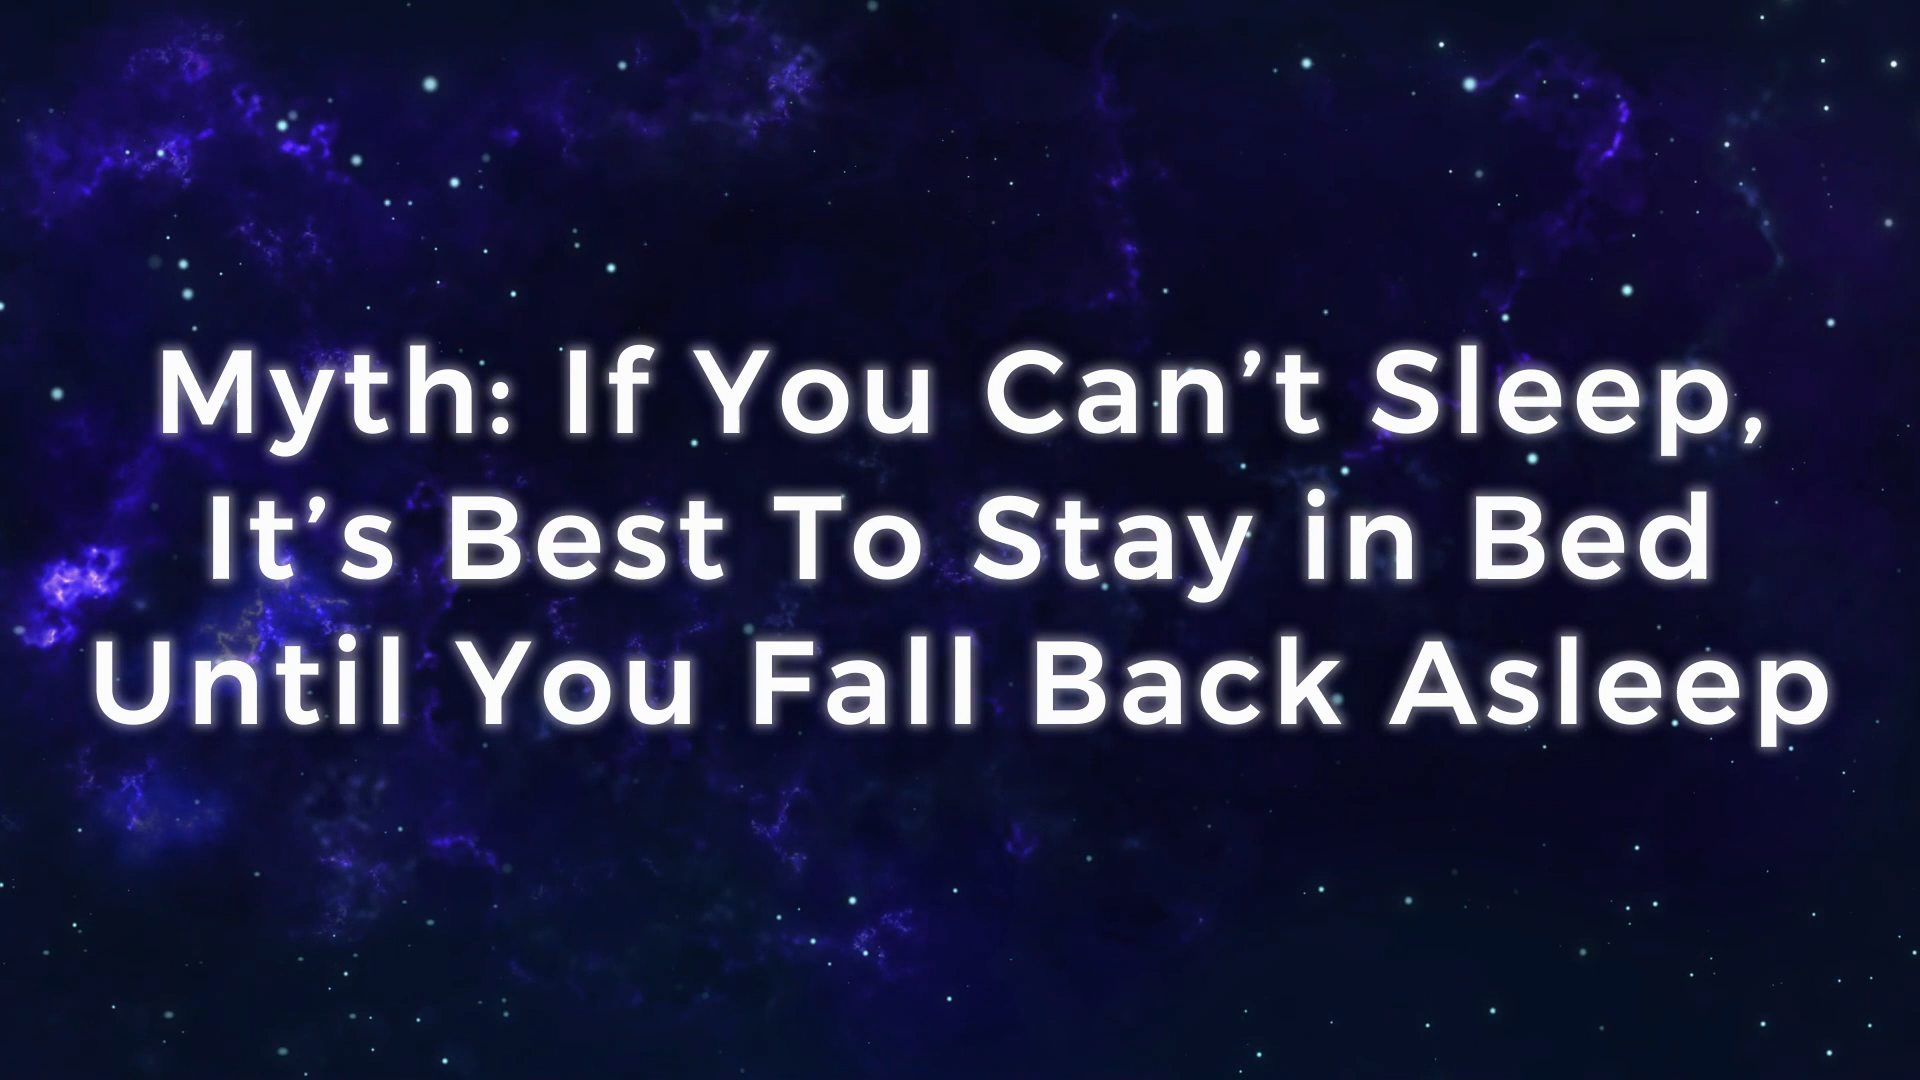 Myth: If You Can’t Sleep,
It’s Best To Stay in Bed
Until You Fall Back Asleep